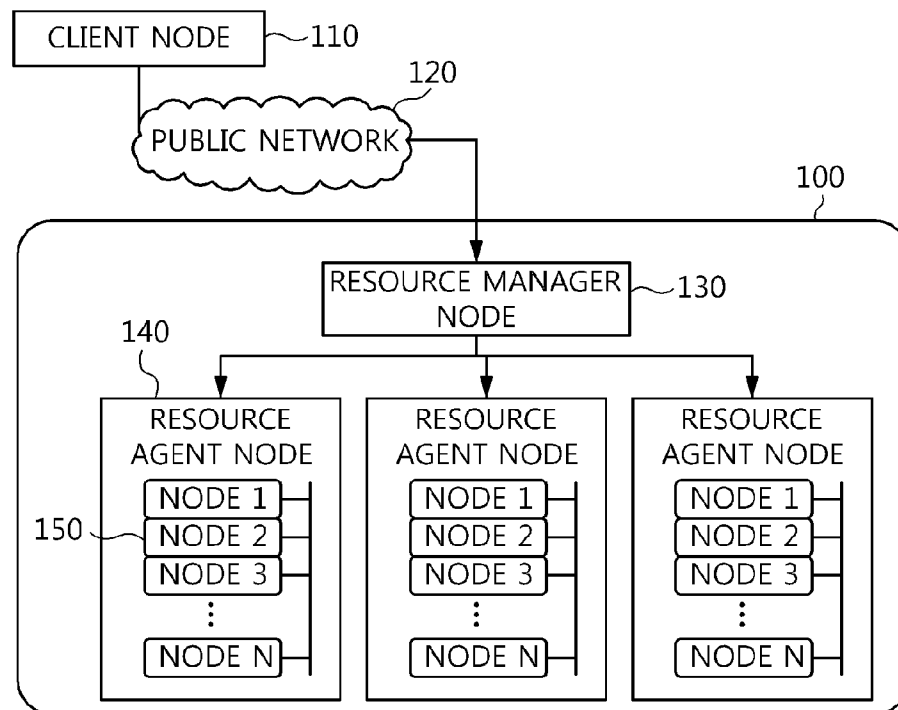 CLIENT NODE
110
120
PUBLIC NETWORK
100
RESOURCE MANAGER
NODE
130
140
RESOURCE
AGENT NODE
NODE 1
150
NODE 2
NODE 3
NODE N
RESOURCE
AGENT NODE
NODE 1
NODE 2
NODE 3
NODE N
RESOURCE
AGENT NODE
NODE 1
NODE 2
NODE 3
NODE N